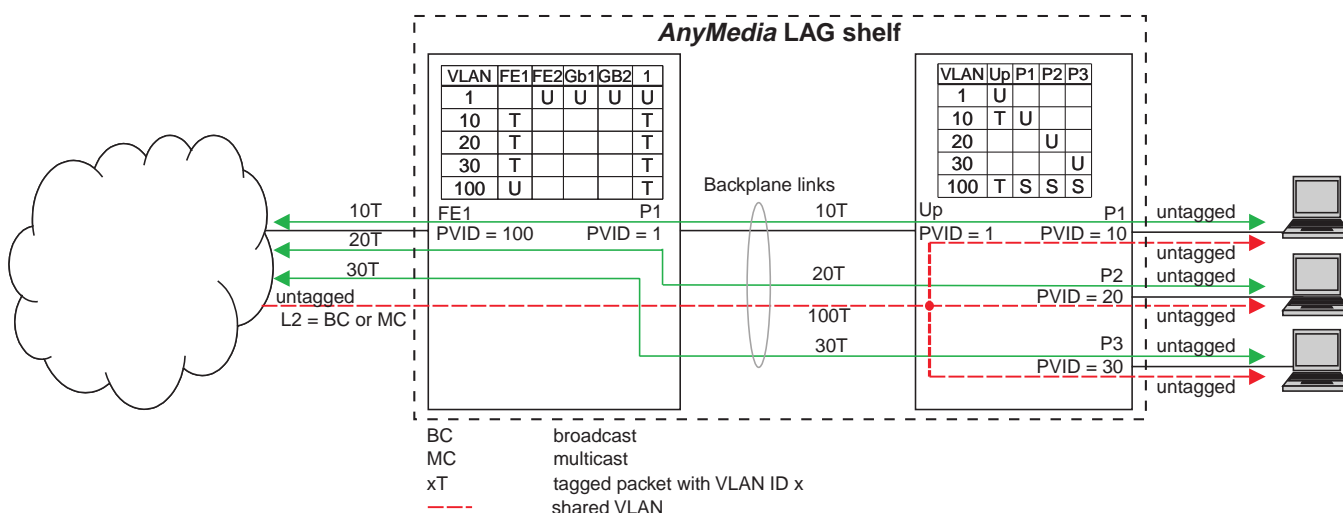 AnyMedia LAG shelf
VLAN FE1 FE2 Gb1 GB2 1
1 U U U U
10 T T
20 T T
30 T T
100 U T
VLAN Up P1 P2 P3
1 U
10 T U
20 U
30 U
100 T S S S
Backplane links
10T FE1 P1 10T Up P1 untagged
PVID = 100 PVID = 1 PVID = 1 PVID = 10
20T untagged
30T 20T P2 untagged
untagged PVID = 20
L2 = BC or MC 100T untagged
30T P3 untagged
PVID = 30
untagged
BC broadcast
MC multicast
xT tagged packet with VLAN ID x
shared VLAN